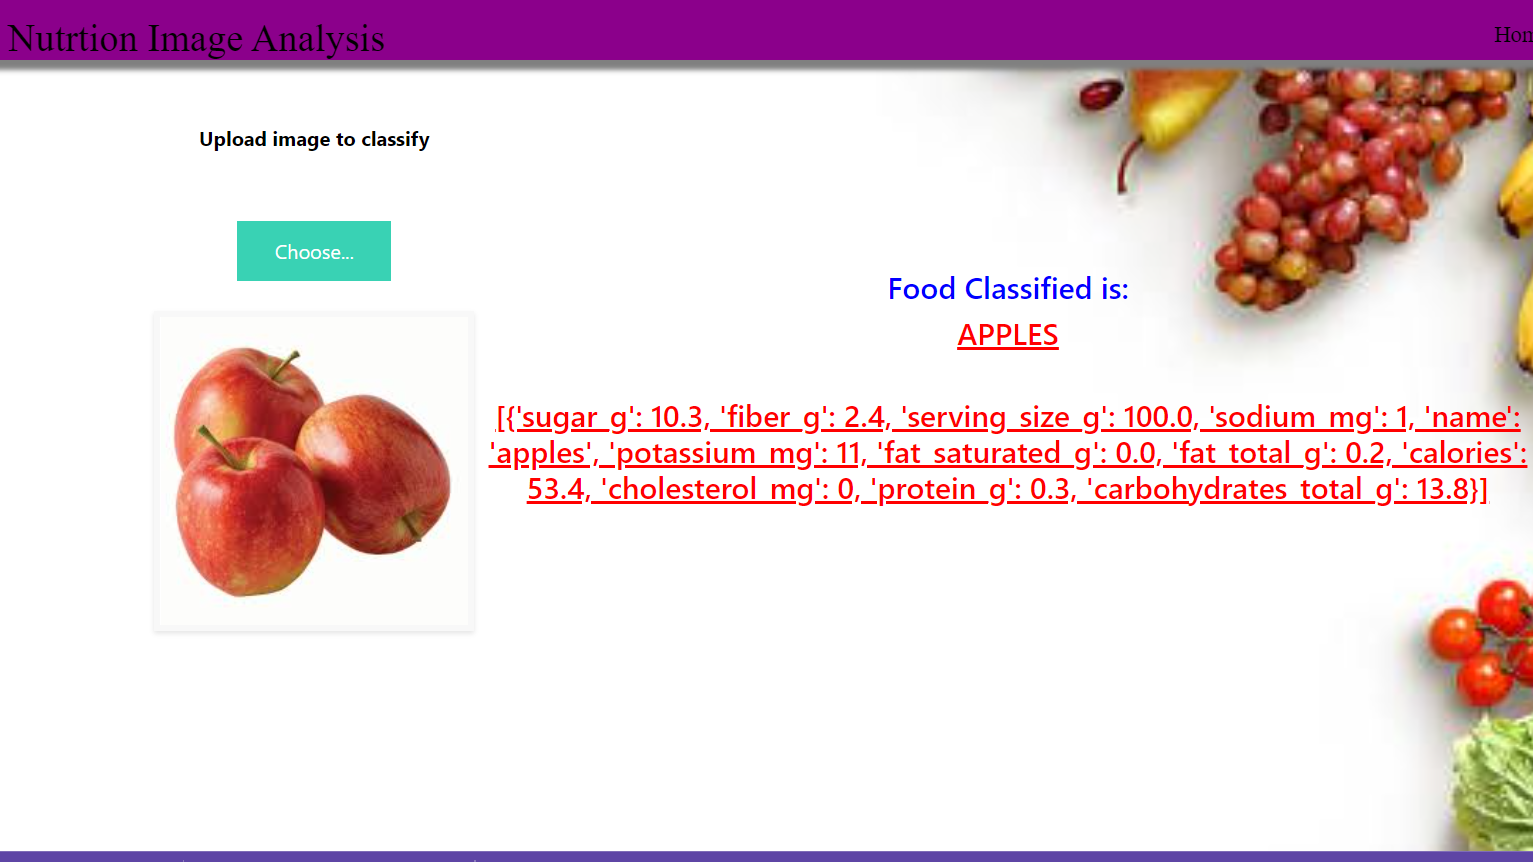 Nutrtion Image Analysis
Upload image to classify
Choose...
Food Classified is:
APPLES
[{'sugar_g': 10.3, 'fiber_g': 2.4, 'serving_size_g': 100.0, 'sodium_mg': 1, 'name':
'apples', 'potassium_mg': 11, 'fat_saturated_g': 0.0, 'fat_total_g': 0.2, 'calories':
53.4, 'cholesterol_mg': 0, 'protein_g': 0.3, 'carbohydrates_total_g': 13.8}]